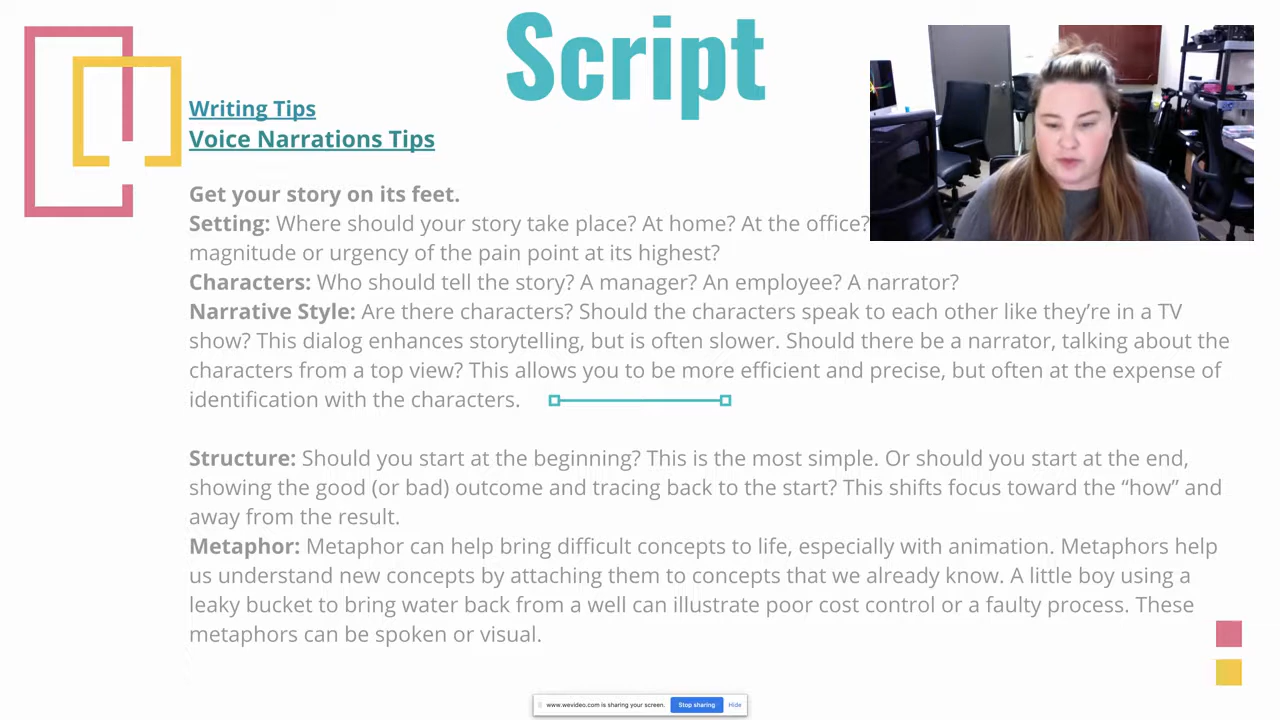 Script
Writing Tips
Voice Narrations Tips
Get your story on its feet.
Setting: Where should your story take place? At home? At the office?
magnitude or urgency of the pain point at its highest?
Characters: Who should tell the story? A manager? An employee? A narrator?
Narrative Style: Are there characters? Should the characters speak to each other like they’re in a TV
show? This dialog enhances storytelling, but is often slower. Should there be a narrator, talking about the
characters from a top view? This allows you to be more efficient and precise, but often at the expense of
identification with the characters.
Structure: Should you start at the beginning? This is the most simple. Or should you start at the end,
showing the good (or bad) outcome and tracing back to the start? This shifts focus toward the “how” and
away from the result.
Metaphor: Metaphor can help bring difficult concepts to life, especially with animation. Metaphors help
us understand new concepts by attaching them to concepts that we already know. A little boy using a
leaky bucket to bring water back from a well can illustrate poor cost control or a faulty process. These
metaphors can be spoken or visual.
www.wevideo.com is sharing your screen. Stop sharing Hide